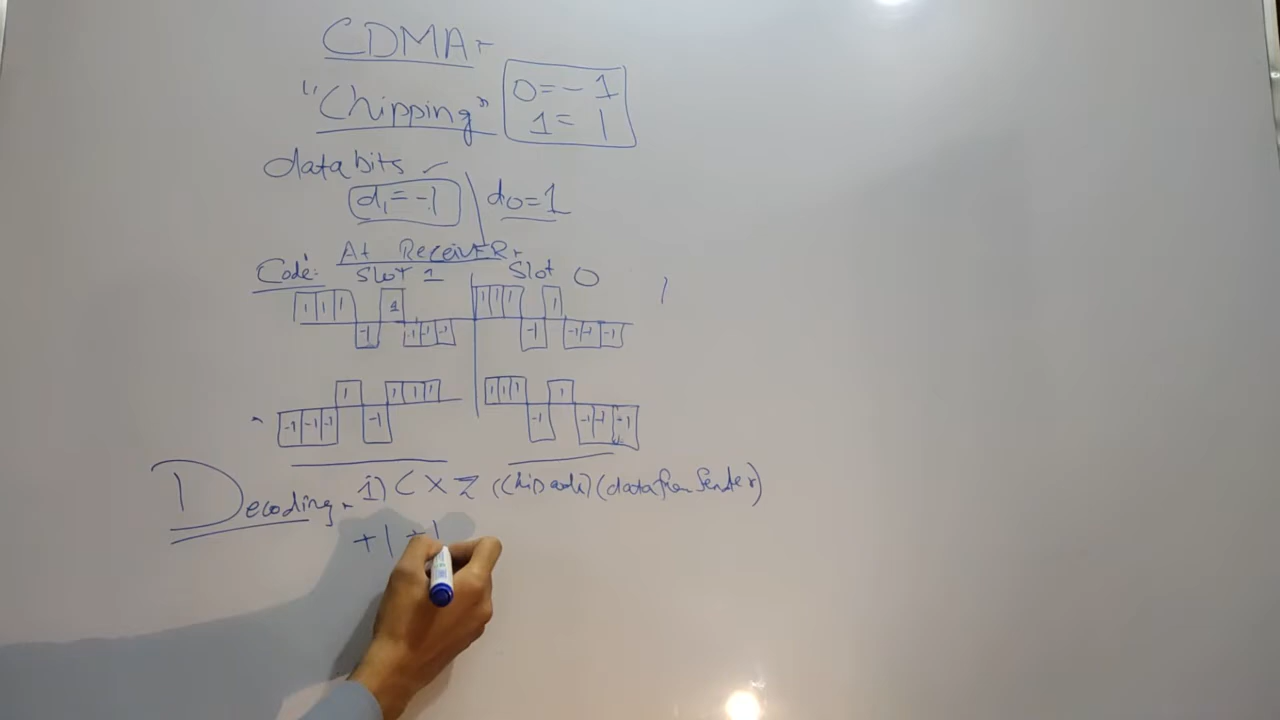 CDMA-
"Chipping"
0 = - 1
1 = 1
data bits
d1 = -1
d0 = 1
At Receiver-
Code:
Slot 1
Slot 0
1 1 1 -1 1 -1 -1 -1
1 1 1 -1 1 -1 -1 -1
-1 -1 -1 1 -1 1 1 1
1 1 1 -1 1 -1 -1 -1
Decoding- 1) C X Z (Chip code) (data from Sender)
+1 +1